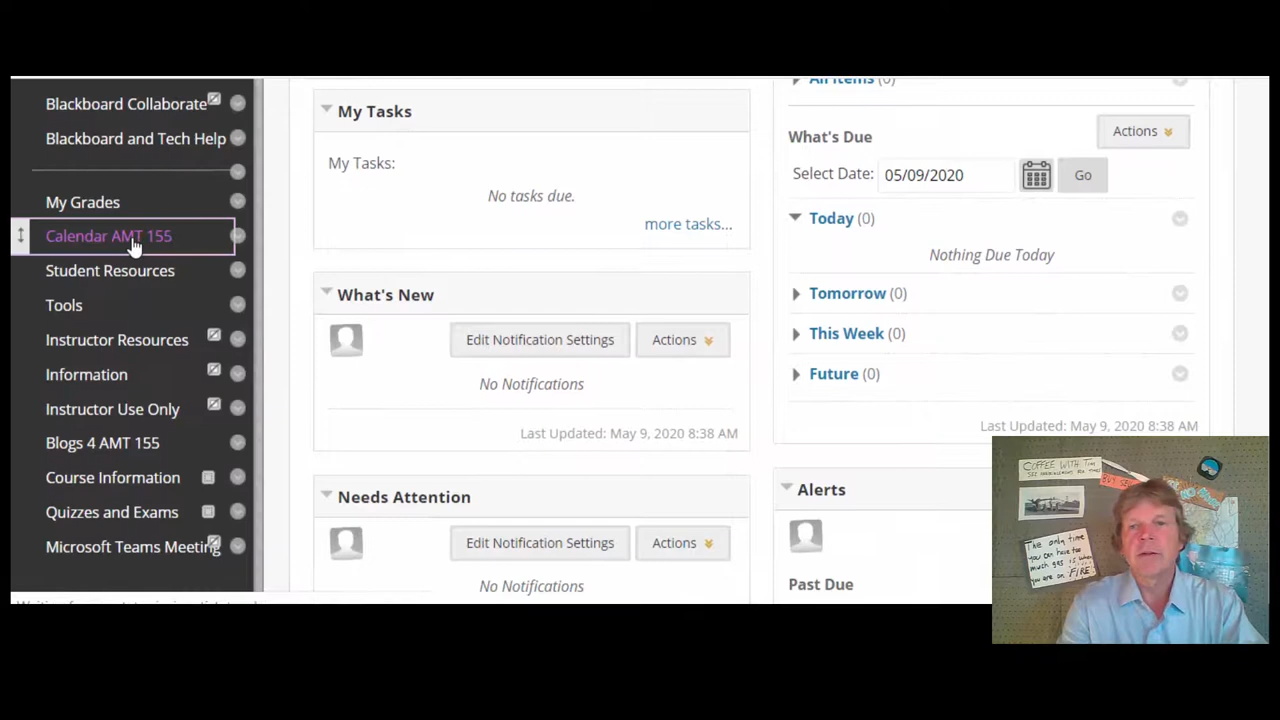 Blackboard Collaborate
Blackboard and Tech Help
My Grades
Calendar AMT 155
Student Resources
Tools
Instructor Resources
Information
Instructor Use Only
Blogs 4 AMT 155
Course Information
Quizzes and Exams
Microsoft Teams Meeting
My Tasks
My Tasks:
No tasks due.
more tasks...
What's New
Edit Notification Settings
Actions
No Notifications
Last Updated: May 9, 2020 8:38 AM
Needs Attention
Edit Notification Settings
Actions
No Notifications
All Items (0)
What's Due
Actions
Select Date: 05/09/2020 Go
Today (0)
Nothing Due Today
Tomorrow (0)
This Week (0)
Future (0)
Last Updated: May 9, 2020 8:38 AM
Alerts
Past Due
COFFEE WITH Tim
The only time
you can have too
much gas is when
you are on FIRE